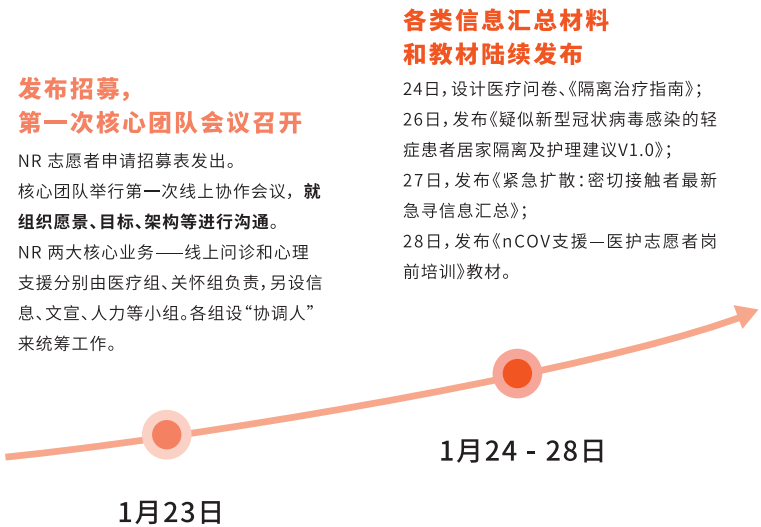 发布招募，
第一次核心团队会议召开
NR 志愿者申请招募表发出。
核心团队举行第一次线上协作会议，就
组织愿景、目标、架构等进行沟通。
NR 两大核心业务——线上问诊和心理
支援分别由医疗组、关怀组负责，另设信
息、文宣、人力等小组。各组设“协调人”
来统筹工作。
1月23日
各类信息汇总材料
和教材陆续发布
24日，设计医疗问卷、《隔离治疗指南》；
26日，发布《疑似新型冠状病毒感染的轻
症患者居家隔离及护理建议V1.0》；
27日，发布《紧急扩散：密切接触者最新
急寻信息汇总》；
28日，发布《nCOV支援—医护志愿者岗
前培训》教材。
1月24 - 28日